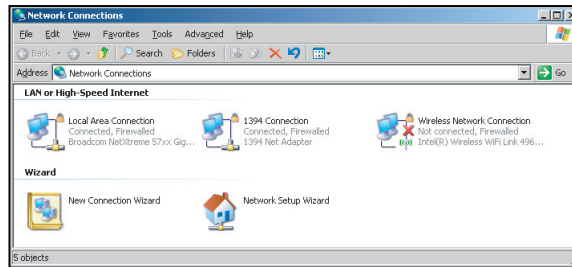 Network Connections
File Edit View Favorites Tools Advanced Help
Back Search Folders
Address Network Connections Go
LAN or High-Speed Internet
Local Area Connection
Connected, Firewalled
Broadcom NetXtreme 57xx Gig...
1394 Connection
Connected, Firewalled
1394 Net Adapter
Wireless Network Connection
Not connected, Firewalled
Intel(R) Wireless WiFi Link 496...
Wizard
New Connection Wizard
Network Setup Wizard
5 objects